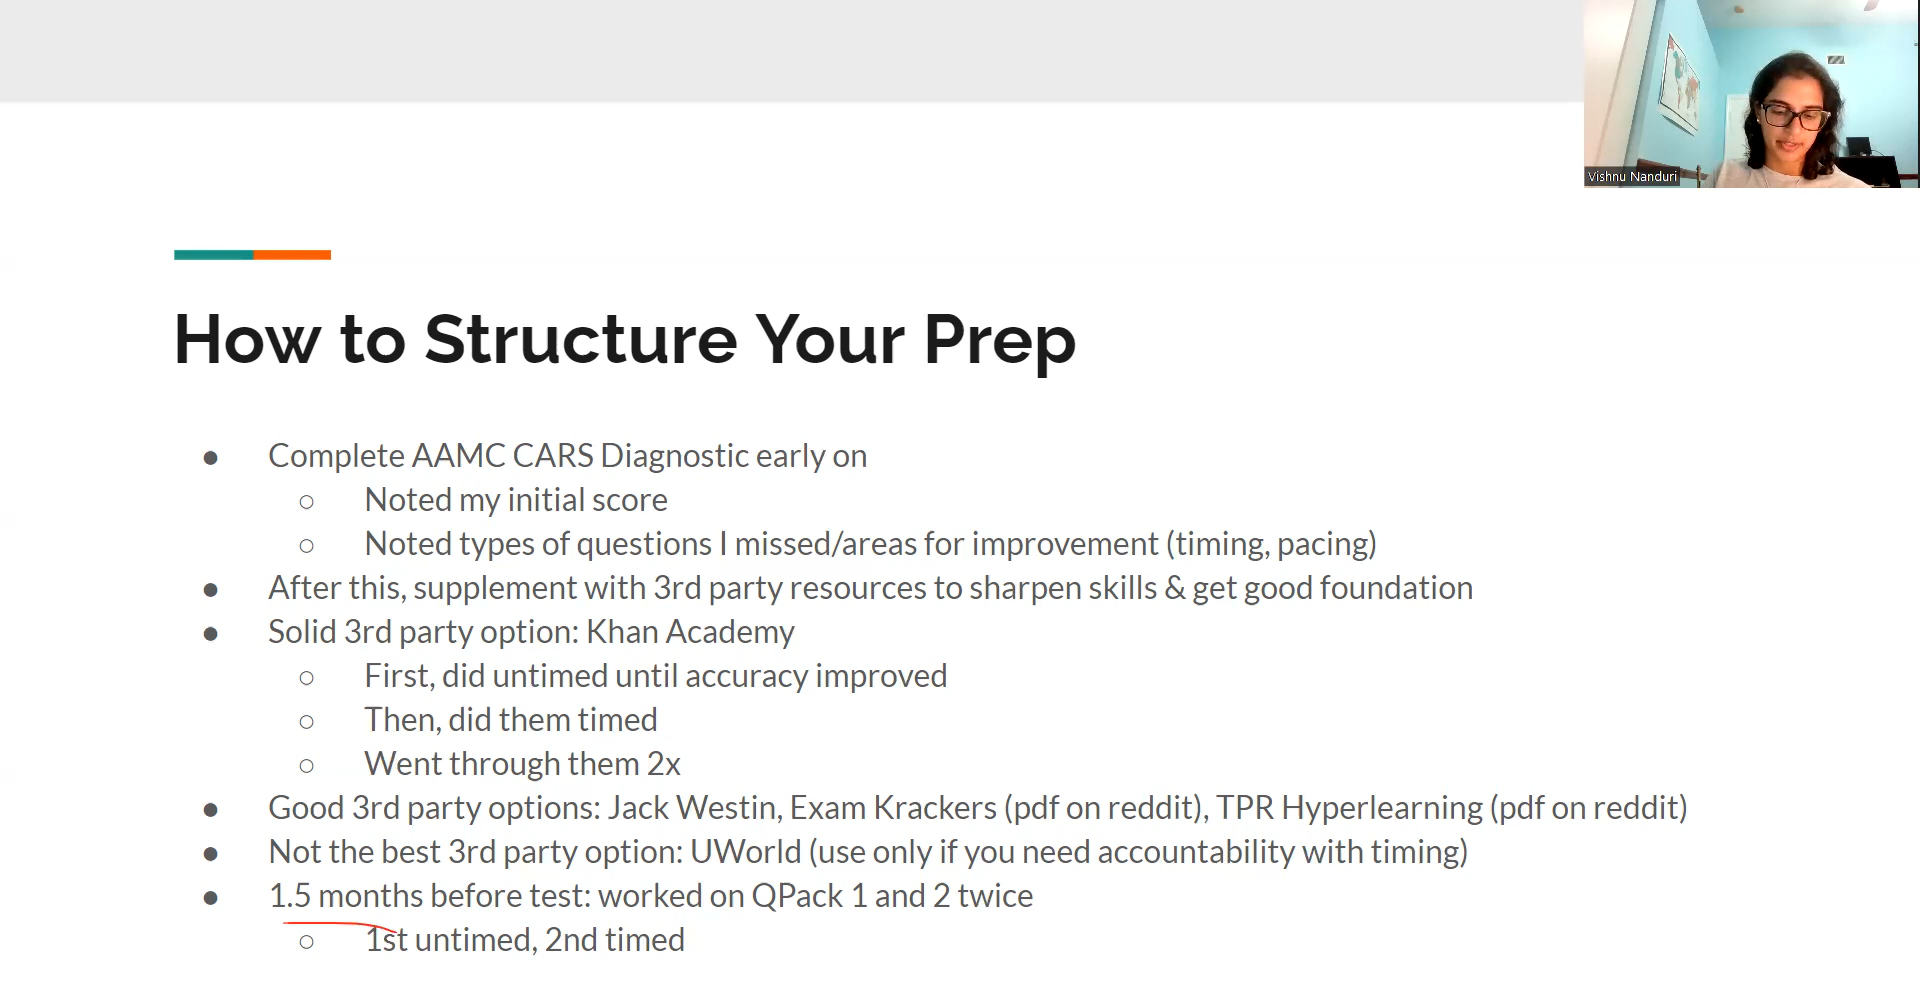 Vishnu Nanduri
How to Structure Your Prep
● Complete AAMC CARS Diagnostic early on
○ Noted my initial score
○ Noted types of questions I missed/areas for improvement (timing, pacing)
● After this, supplement with 3rd party resources to sharpen skills & get good foundation
● Solid 3rd party option: Khan Academy
○ First, did untimed until accuracy improved
○ Then, did them timed
○ Went through them 2x
● Good 3rd party options: Jack Westin, Exam Krackers (pdf on reddit), TPR Hyperlearning (pdf on reddit)
● Not the best 3rd party option: UWorld (use only if you need accountability with timing)
● 1.5 months before test: worked on QPack 1 and 2 twice
○ 1st untimed, 2nd timed